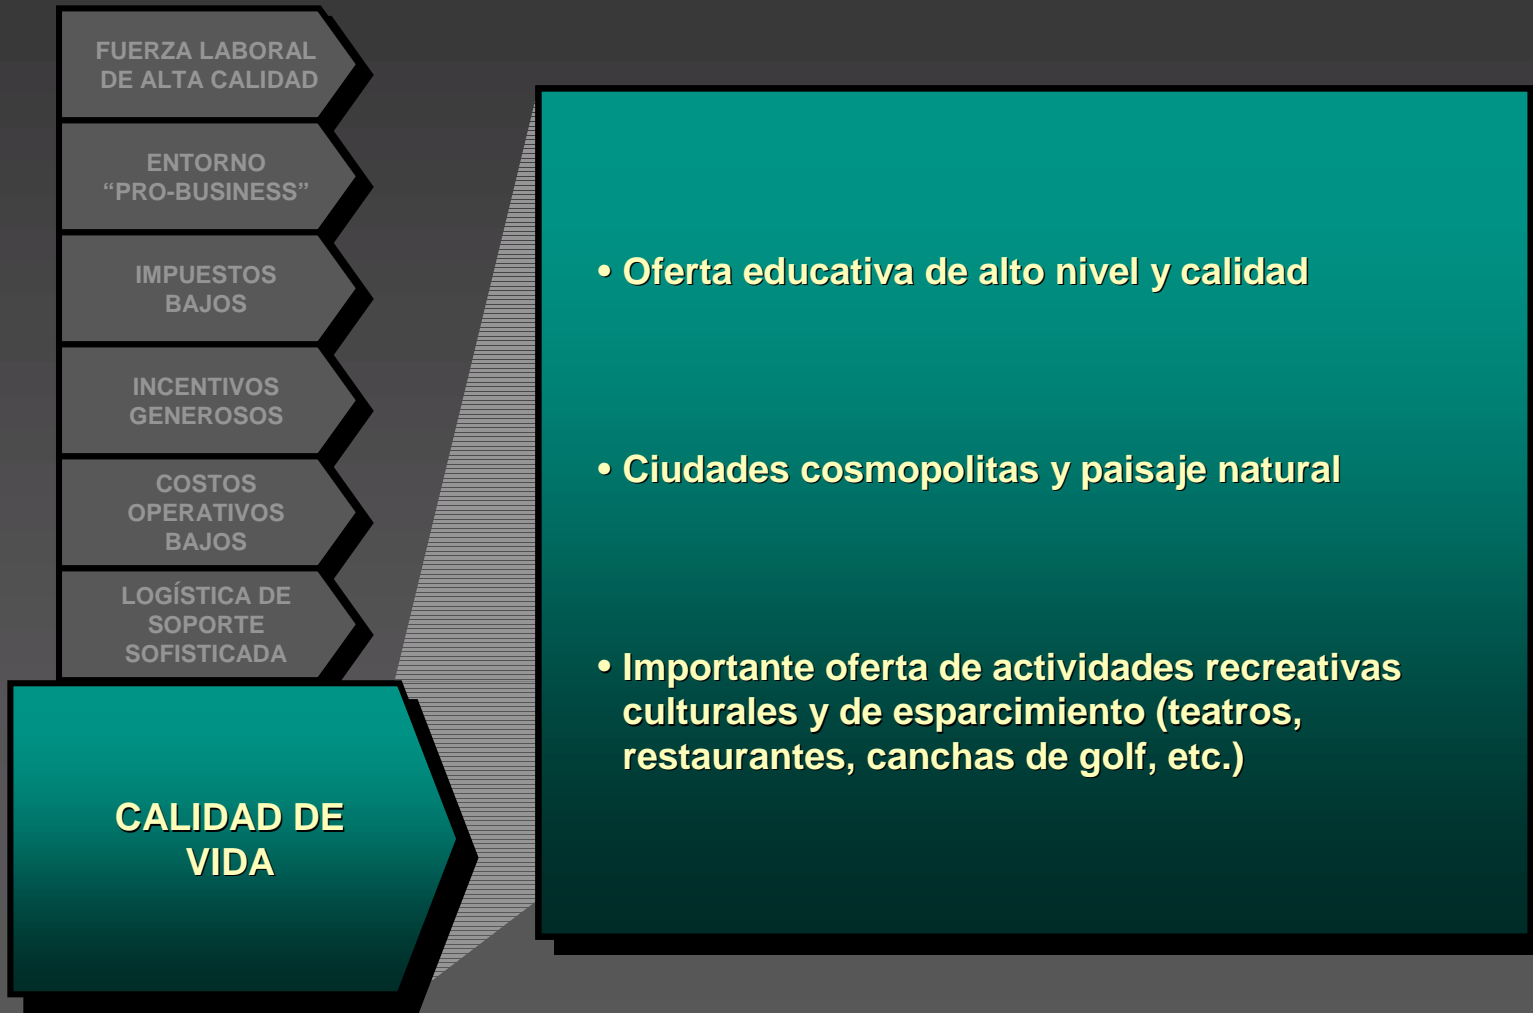 FUERZA LABORAL
DE ALTA CALIDAD
ENTORNO
“PRO-BUSINESS”
IMPUESTOS
BAJOS
INCENTIVOS
GENEROSOS
COSTOS
OPERATIVOS
BAJOS
LOGÍSTICA DE
SOPORTE
SOFISTICADA
CALIDAD DE
VIDA
• Oferta educativa de alto nivel y calidad
• Ciudades cosmopolitas y paisaje natural
• Importante oferta de actividades recreativas
culturales y de esparcimiento (teatros,
restaurantes, canchas de golf, etc.)